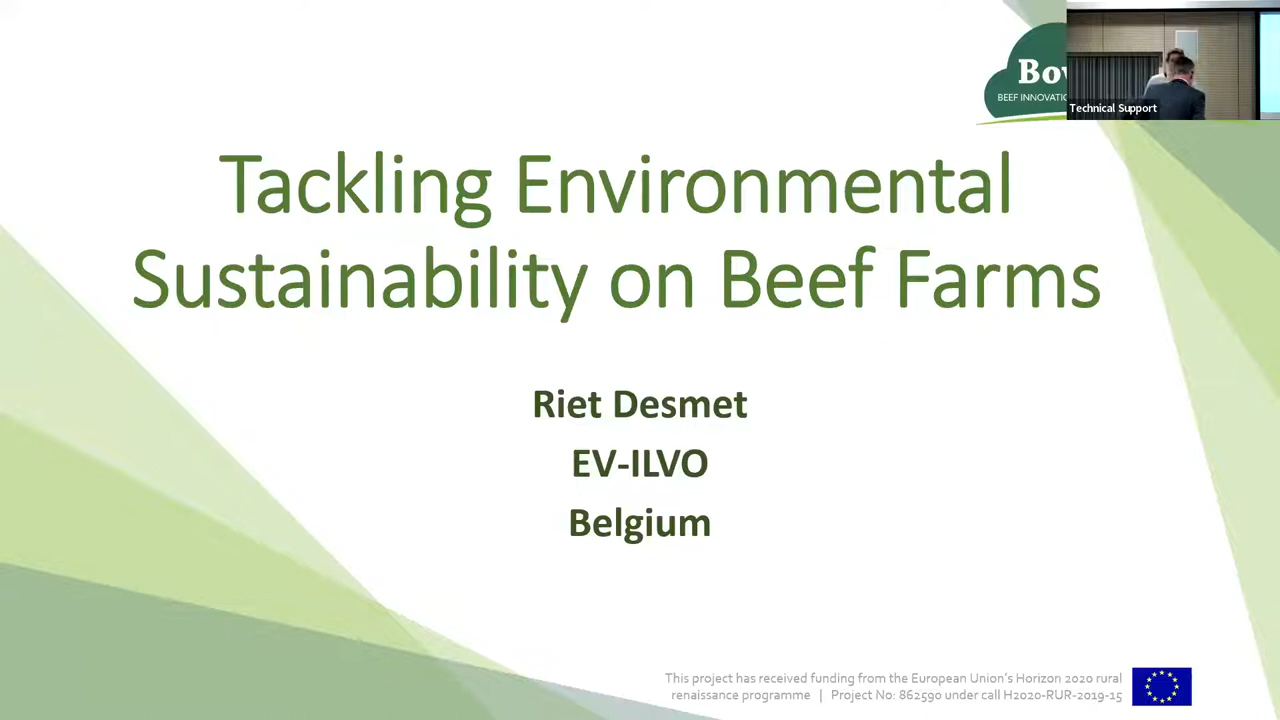 Bov
BEEF INNOVATIO
Technical Support
Tackling Environmental
Sustainability on Beef Farms
Riet Desmet
EV-ILVO
Belgium
This project has received funding from the European Union's Horizon 2020 rural
renaissance programme | Project No: 862590 under call H2020-RUR-2019-15